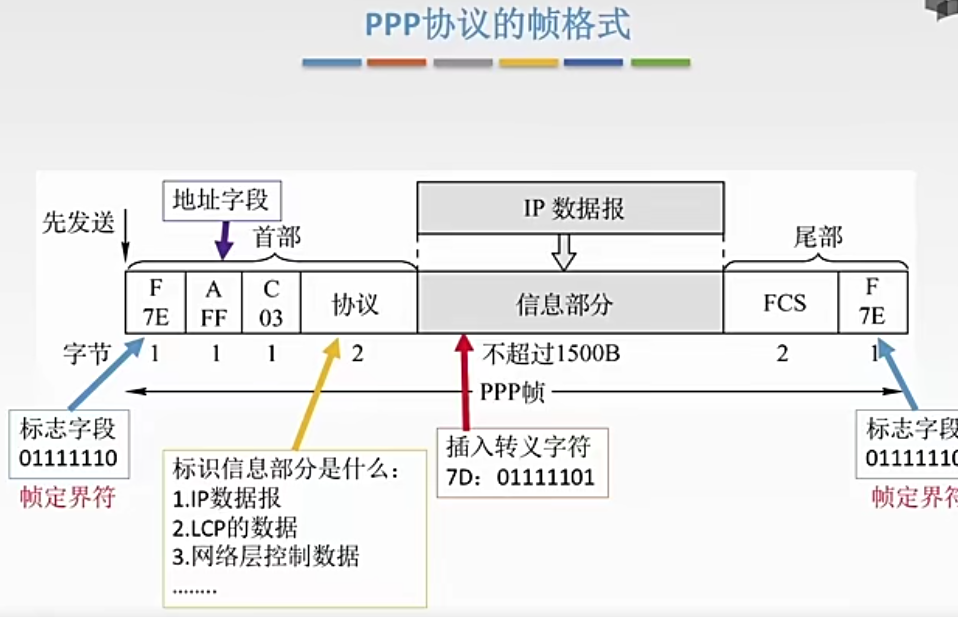 PPP协议的帧格式
地址字段
IP 数据报
先发送
首部
尾部
F
7E
A
FF
C
03
协议
信息部分
FCS
F
7E
字节
1
1
1
2
不超过1500B
2
1
PPP帧
标志字段
01111110
帧定界符
标识信息部分是什么：
1.IP数据报
2.LCP的数据
3.网络层控制数据
........
插入转义字符
7D：01111101
标志字段
01111110
帧定界符